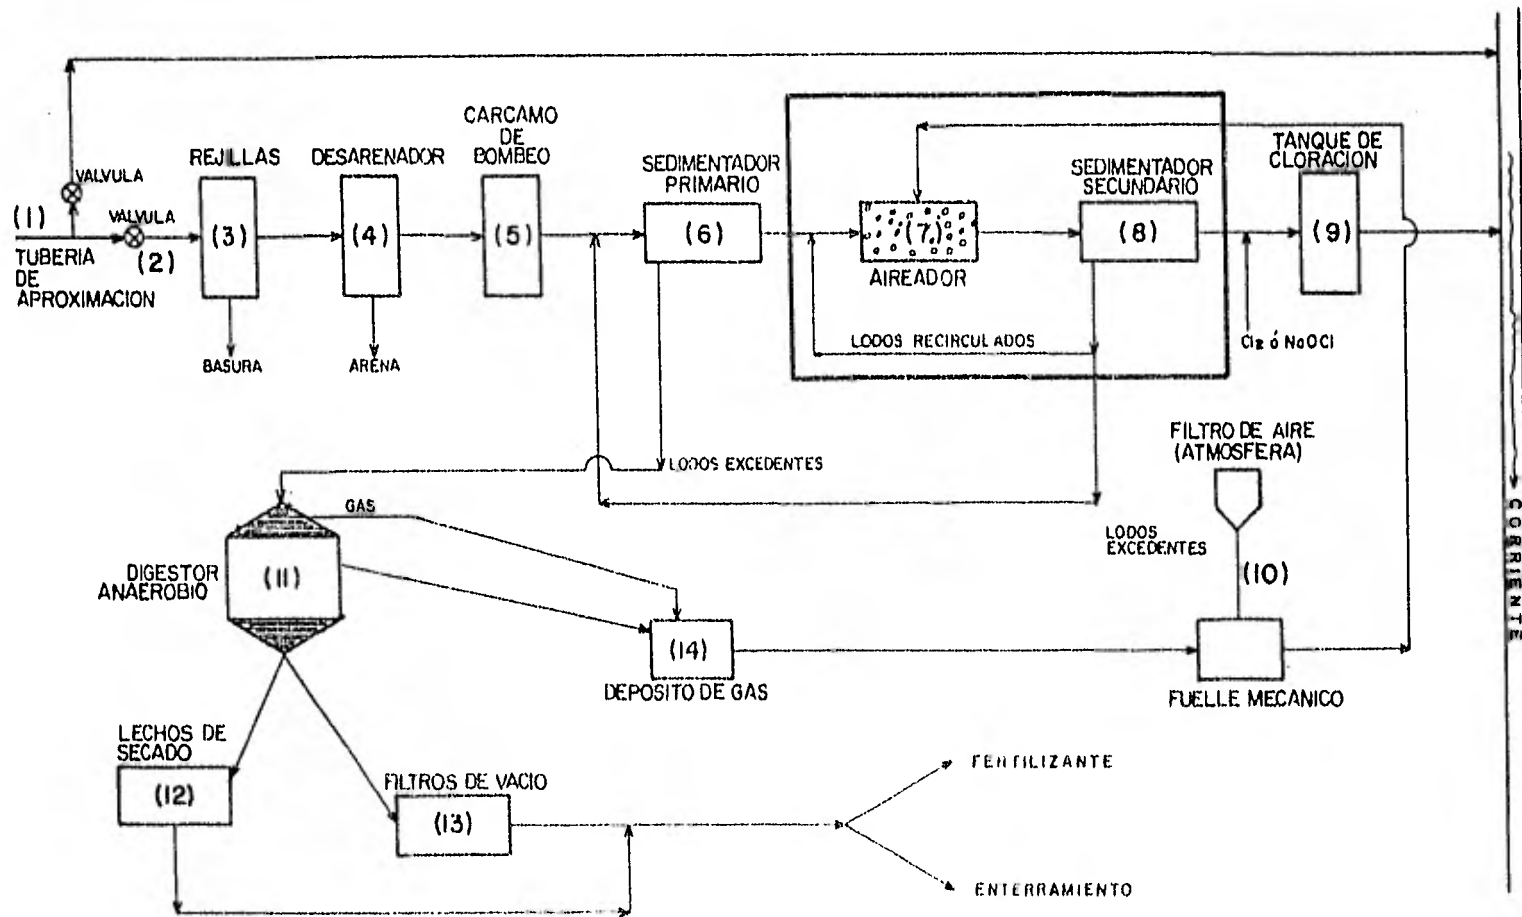 CARCAMO
DE
BOMBEO
REJILLAS
DESARENADOR
SEDIMENTADOR
PRIMARIO
SEDIMENTADOR
SECUNDARIO
TANQUE DE
CLORACION
VALVULA
VALVULA
(1)
(2)
(3)
(4)
(5)
(6)
(7)
(8)
(9)
TUBERIA
DE
APROXIMACION
AIREADOR
LODOS RECIRCULADOS
Cl2 ó NaOCl
BASURA
ARENA
FILTRO DE AIRE
(ATMOSFERA)
LODOS EXCEDENTES
GAS
LODOS
EXCEDENTES
(10)
CORRIENTE
DIGESTOR
ANAEROBIO
(11)
(14)
DEPOSITO DE GAS
FUELLE MECANICO
LECHOS DE
SECADO
(12)
FILTROS DE VACIO
(13)
FERTILIZANTE
ENTERRAMIENTO